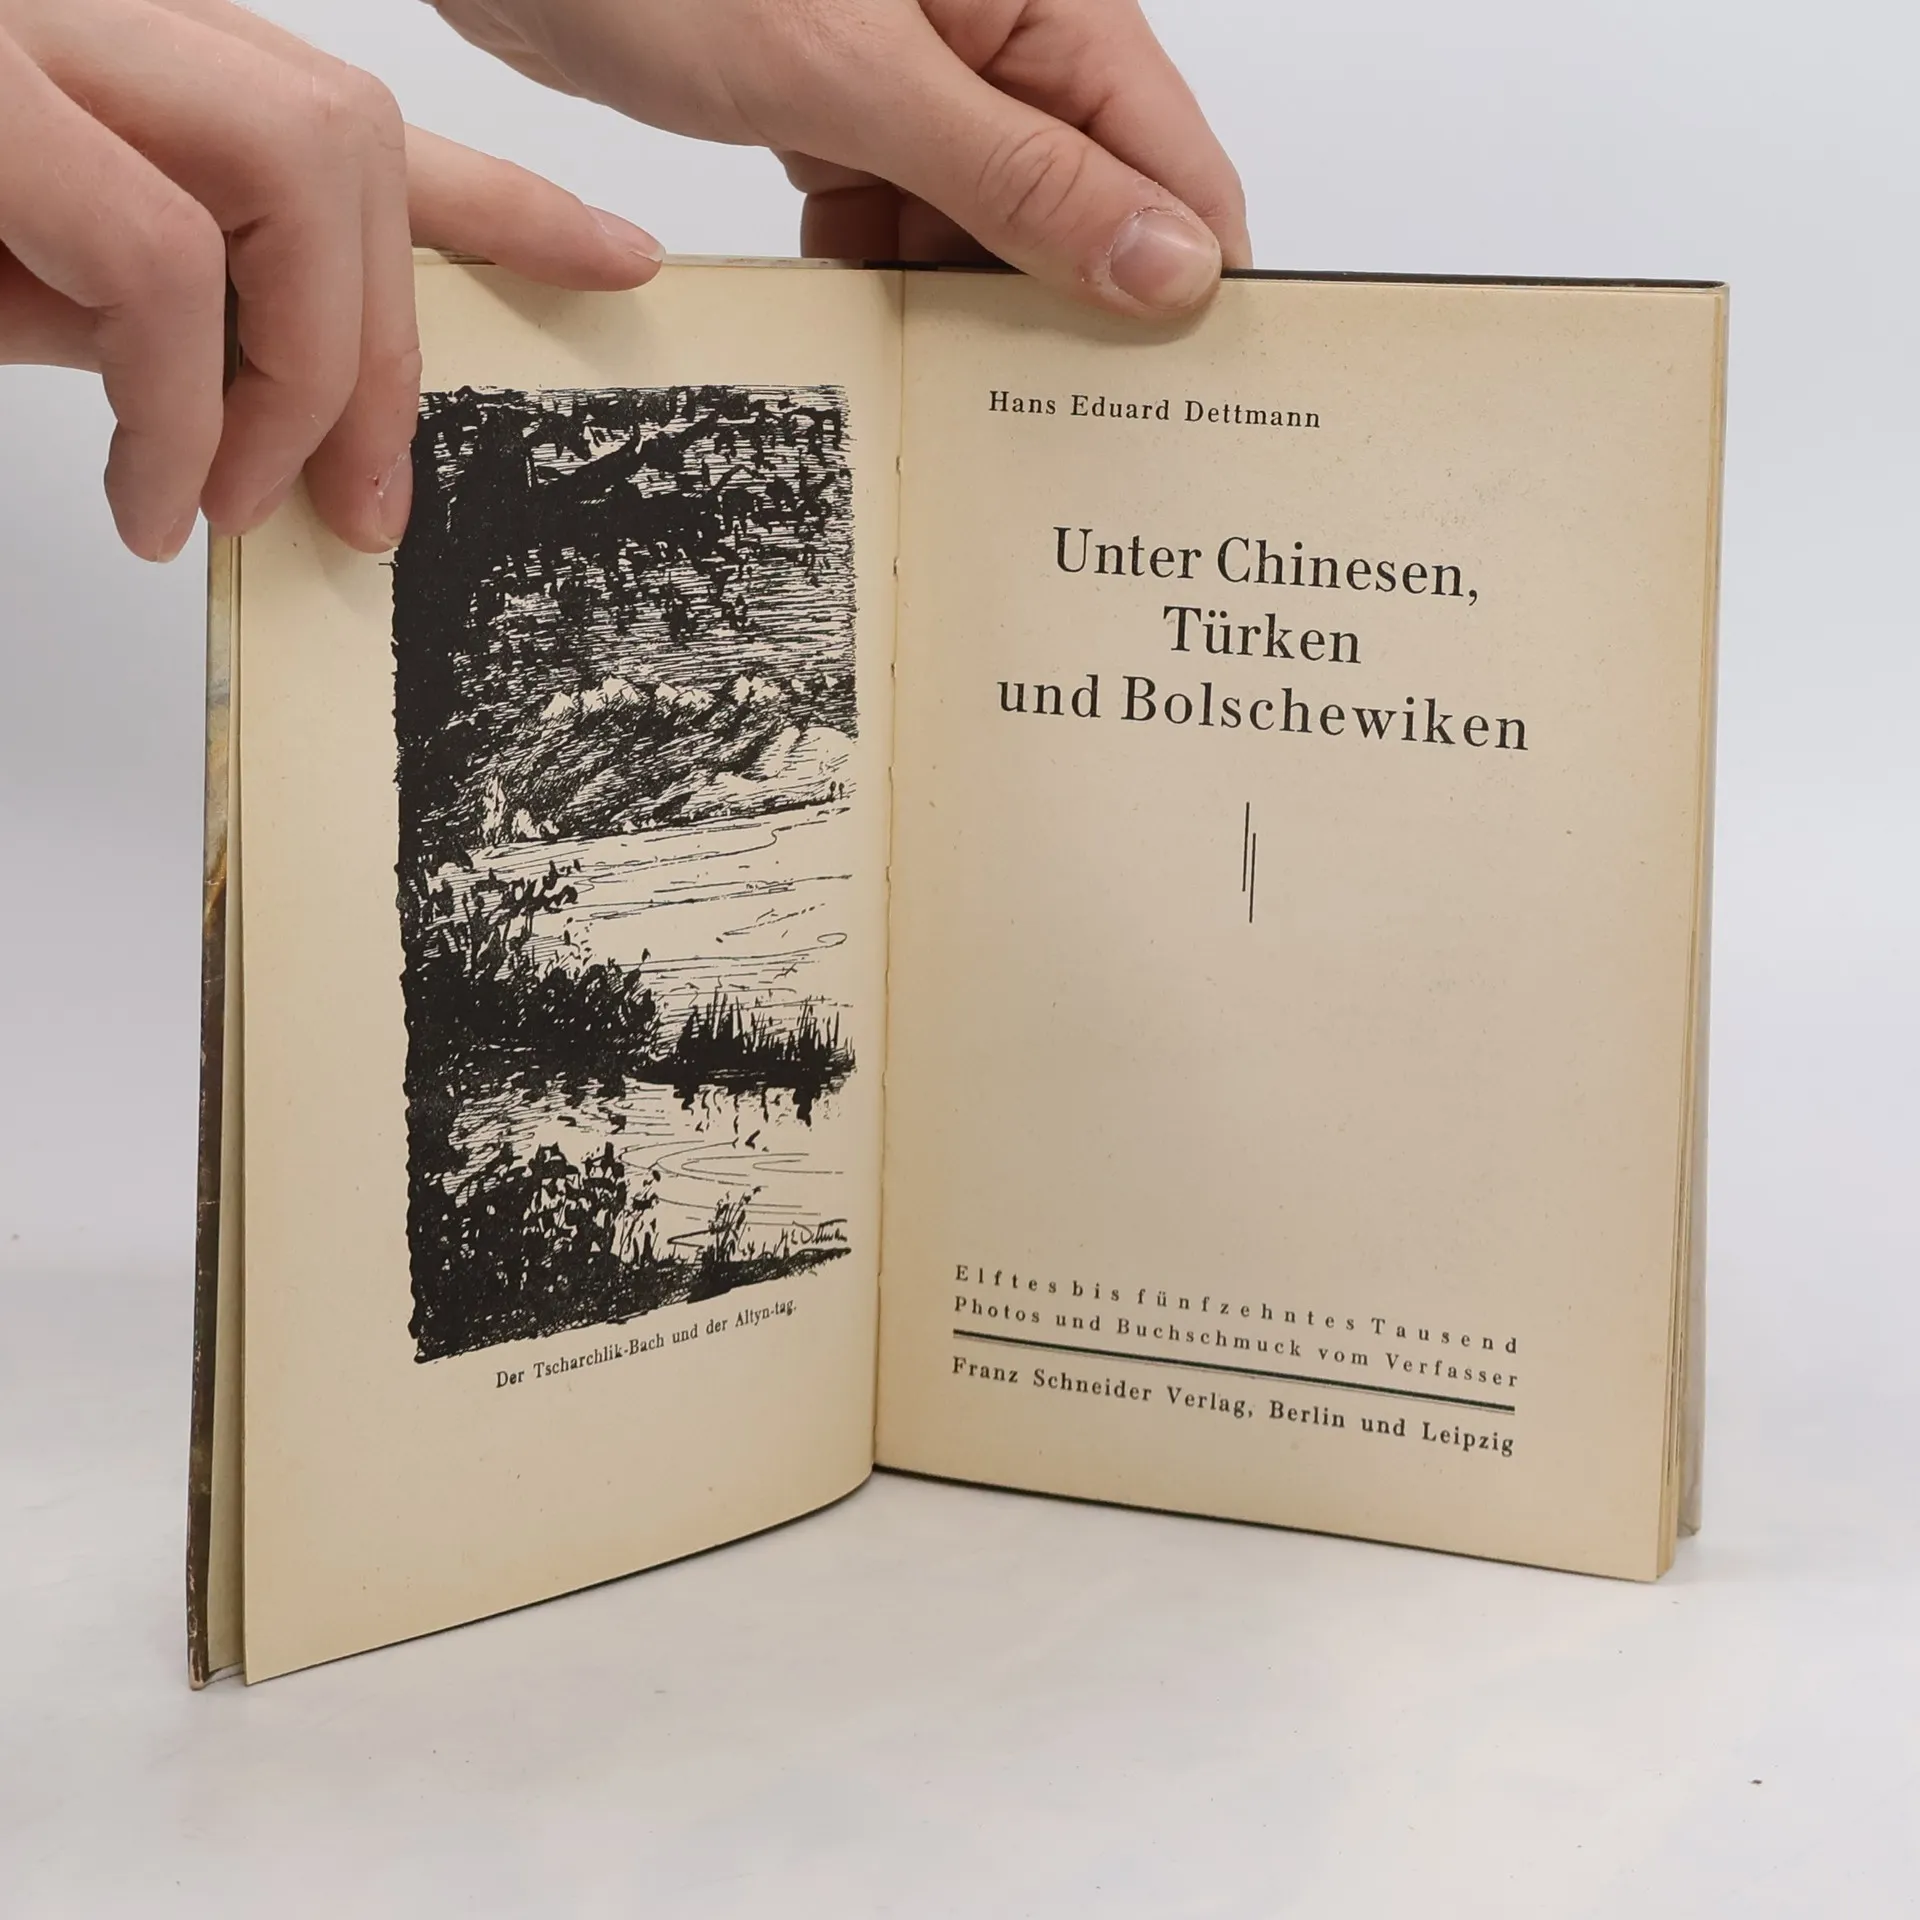 Der Tscharchlik-Bach und der Altyn-tag.
Hans Eduard Dettmann
Unter Chinesen,
Türken
und Bolschewiken
Elftes bis fünfzehntes Tausend
Photos und Buchschmuck vom Verfasser
Franz Schneider Verlag, Berlin und Leipzig